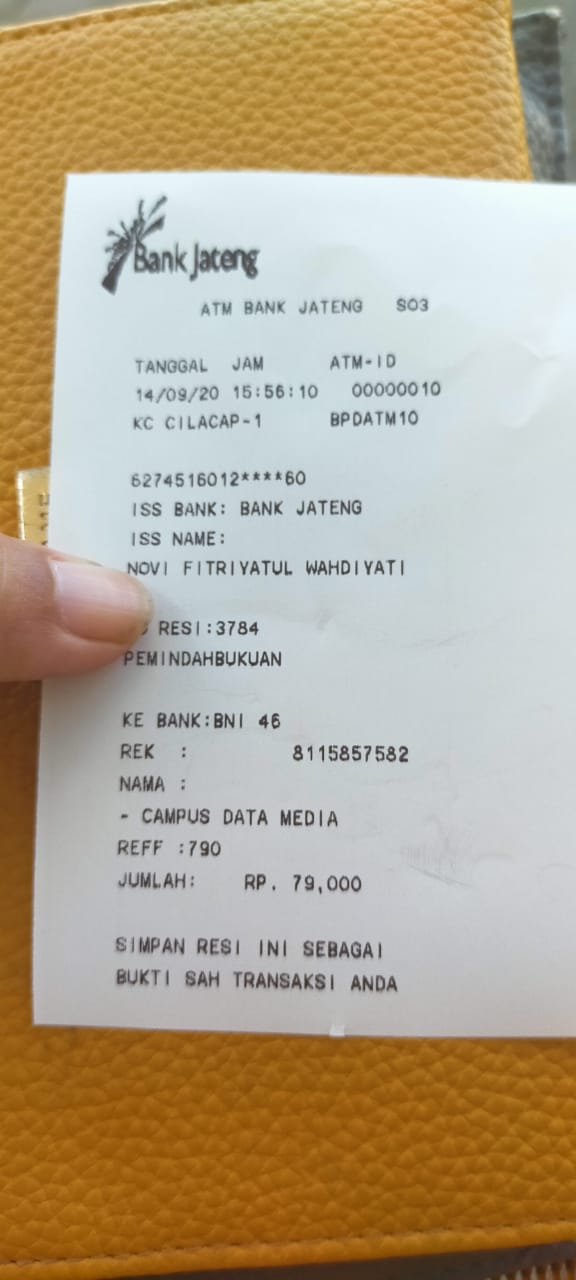 Bank Jateng
ATM BANK JATENG S03
TANGGAL JAM ATM-ID
14/09/20 15:56:10 00000010
KC CILACAP-1 BPDATM10
6274516012****60
ISS BANK: BANK JATENG
ISS NAME:
NOVI FITRIYATUL WAHDIYATI
RESI:3784
PEMINDAHBUKUAN
KE BANK:BNI 46
REK : 8115857582
NAMA :
- CAMPUS DATA MEDIA
REFF :790
JUMLAH: RP. 79,000
SIMPAN RESI INI SEBAGAI
BUKTI SAH TRANSAKSI ANDA